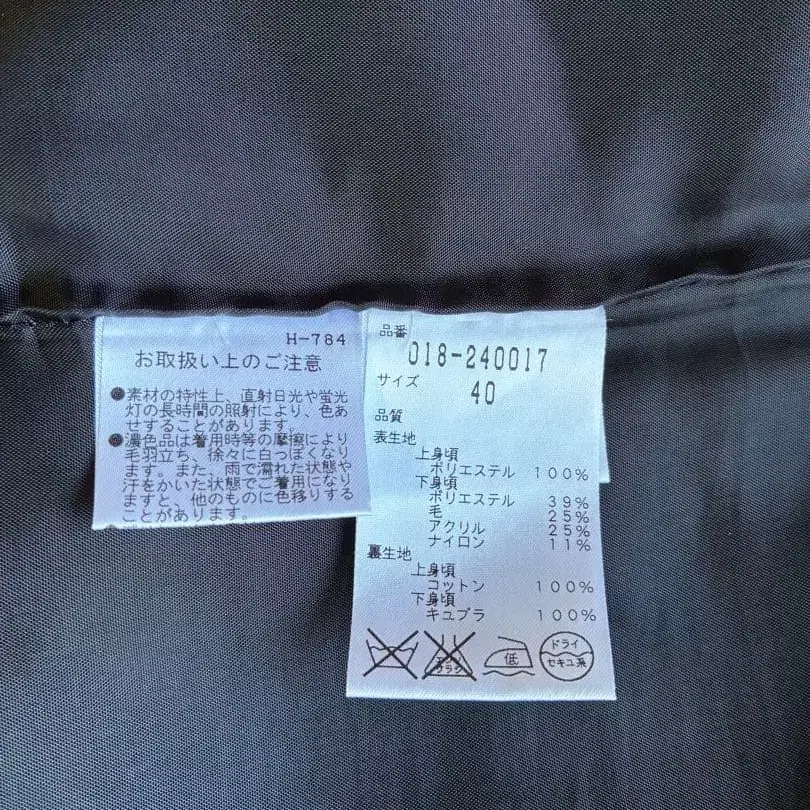 H-784
お取扱い上のご注意
●素材の特性上、直射日光や蛍光
灯の長時間の照射により、色あ
せすることがあります。
●濃色品は着用時等の摩擦により
毛羽立ち、徐々に白っぽくなり
ます。また、雨で濡れた状態や
汗をかいた状態でご着用になり
ますと、他のものに色移りする
ことがあります。
品番
018-240017
サイズ
40
品質
表生地
上身頃
ポリエステル 100%
下身頃
ポリエステル 39%
毛 25%
アクリル 25%
ナイロン 11%
裏生地
上身頃
コットン 100%
下身頃
キュプラ 100%
エンソ
サラシ
低
ドライ
セキユ系